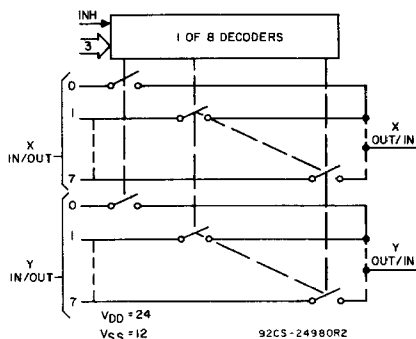 INH
3
1 OF 8 DECODERS
0
1
X
IN/OUT
7
X
OUT/IN
0
1
Y
IN/OUT
7
Y
OUT/IN
VDD = 24
VSS = 12
92CS-24980R2